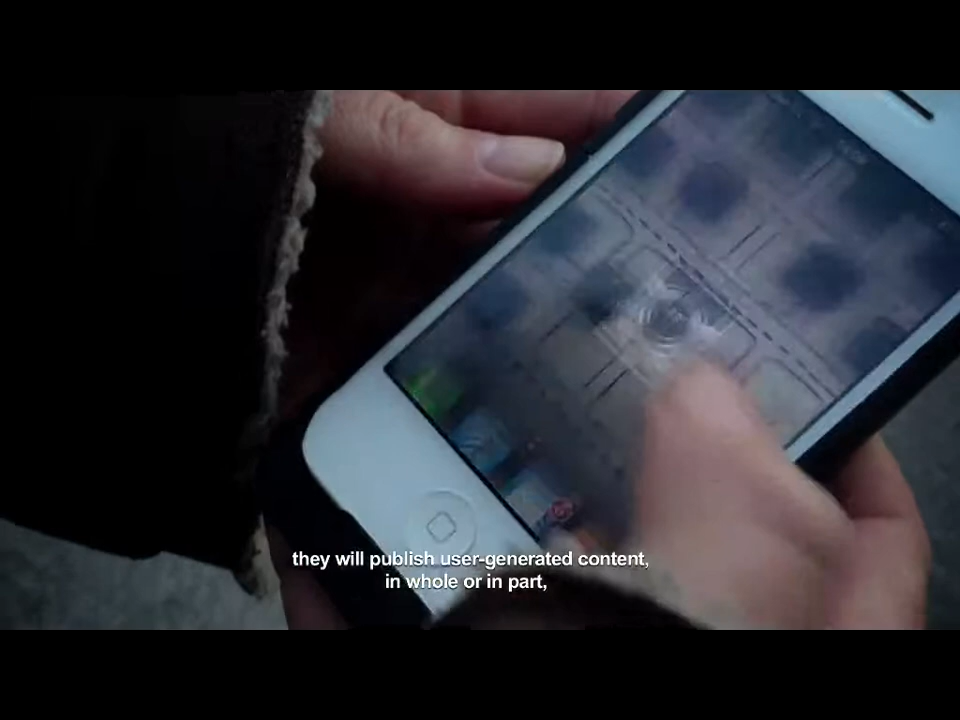 they will publish user-generated content,
in whole or in part,